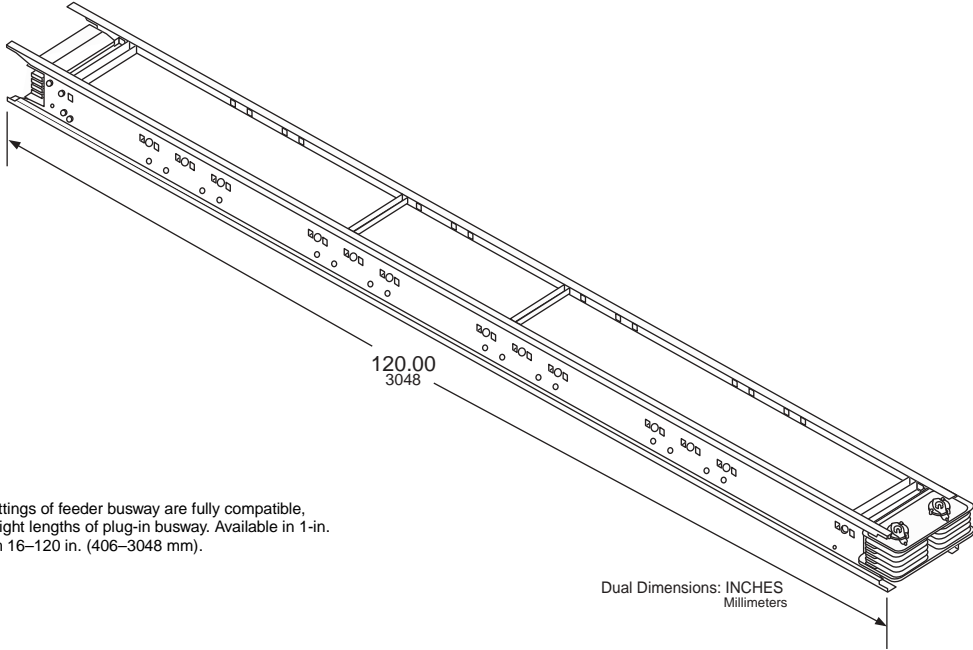 120.00
3048
ttings of feeder busway are fully compatible,
ight lengths of plug-in busway. Available in 1-in.
16–120 in. (406–3048 mm).
Dual Dimensions: INCHES
Millimeters